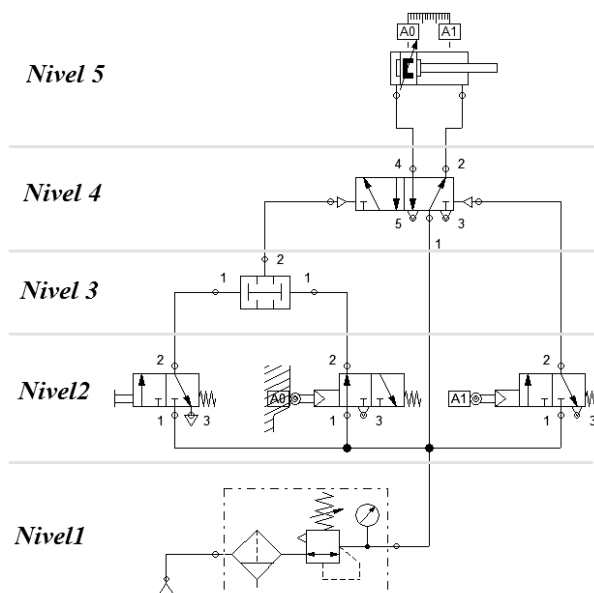 A0 A1
Nivel 5
4 2
Nivel 4
5 3
1
2
1 1
Nivel 3
2 2 2
Nivel2
A0 A1
1 3 1 3 1 3
Nivel1